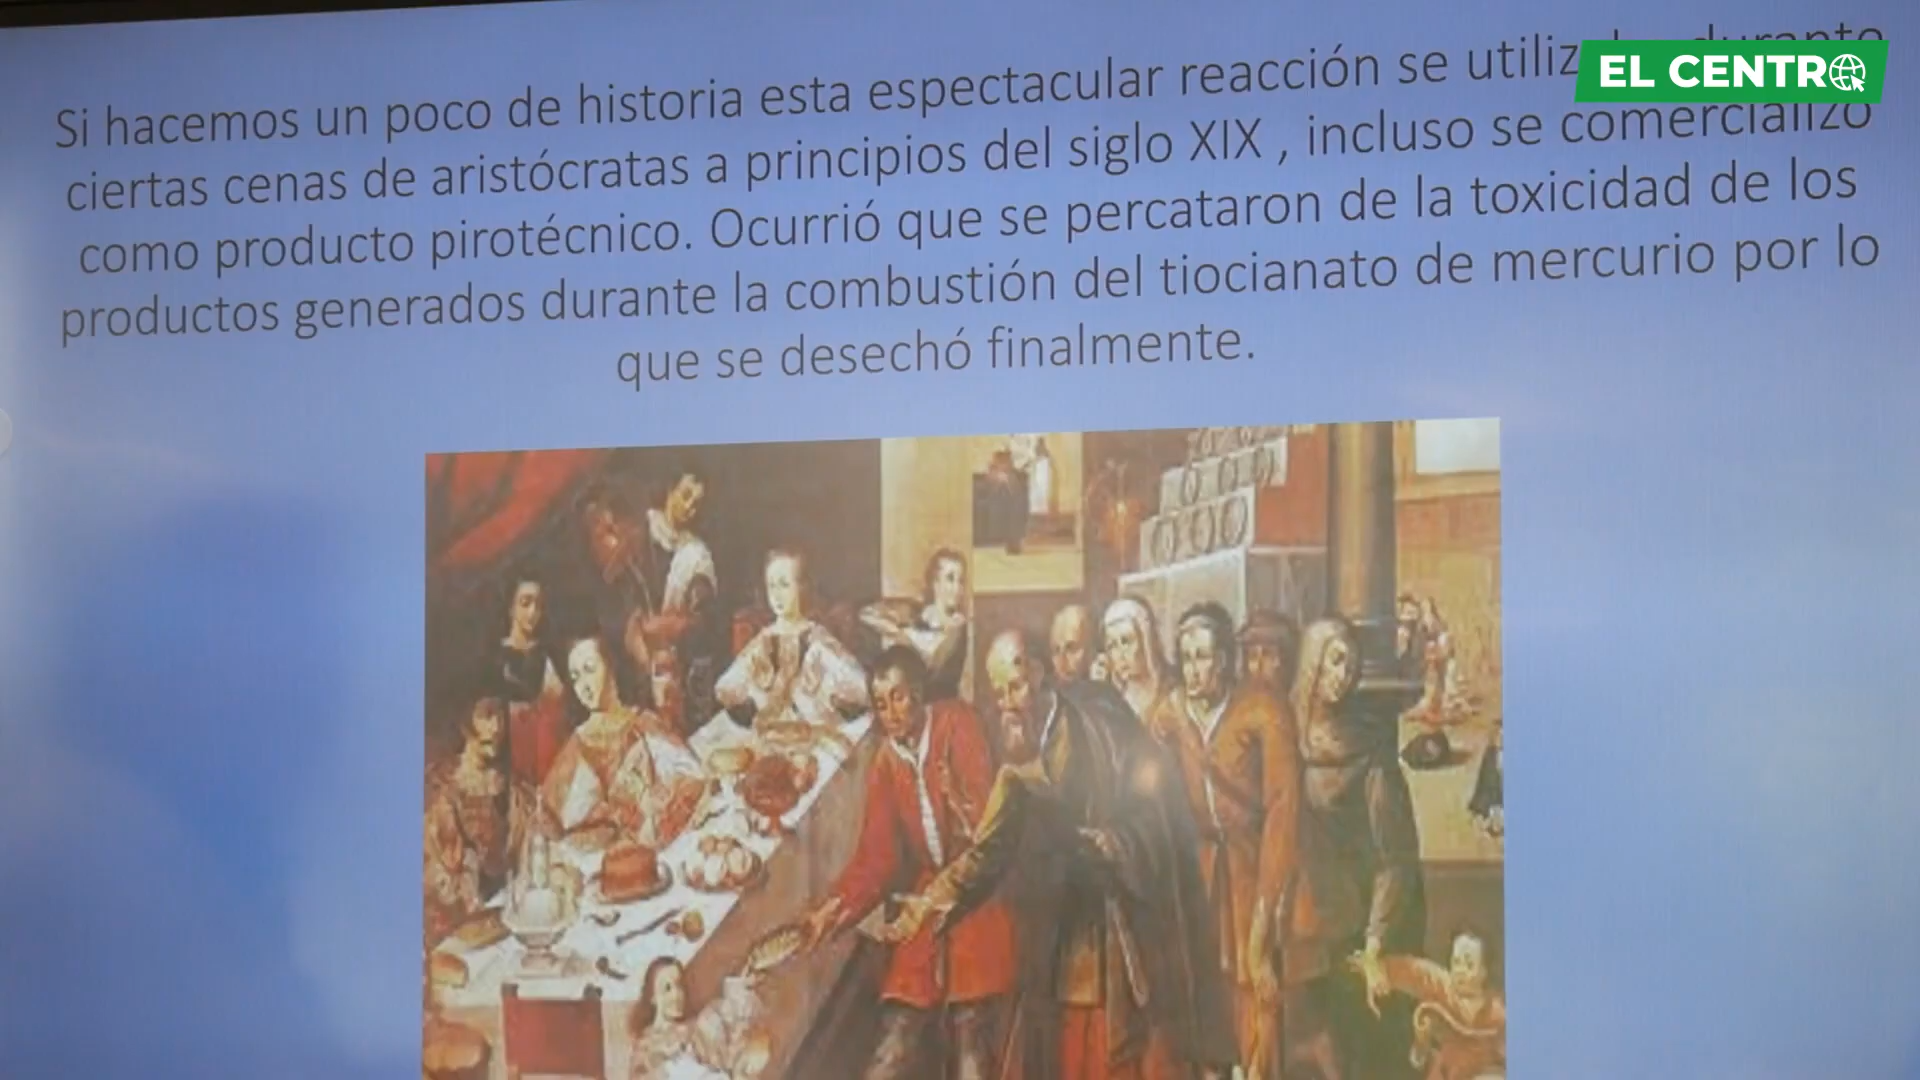 Si hacemos un poco de historia esta espectacular reacción se
EL CENTRO
ciertas cenas de aristócratas a principios del siglo XIX , incluso se comercializó
como producto pirotécnico. Ocurrió que se percataron de la toxicidad de los
productos generados durante la combustión del tiocianato de mercurio por lo
que se desechó finalmente.